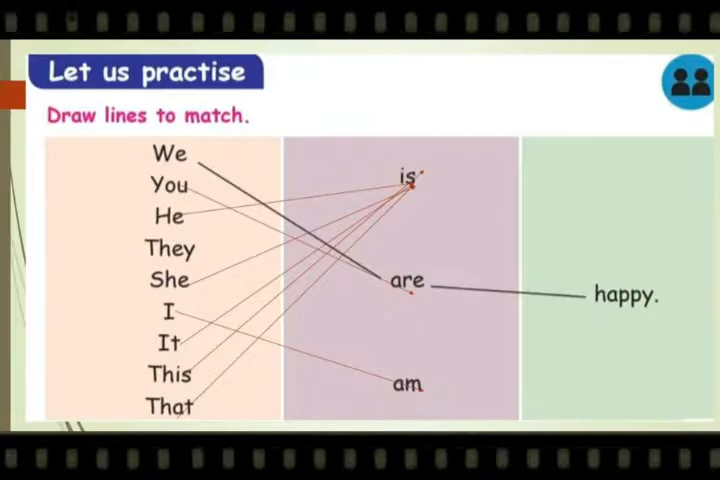 Let us practise
Draw lines to match.
We
You
He
They
She
I
It
This
That
is
are
am
happy.